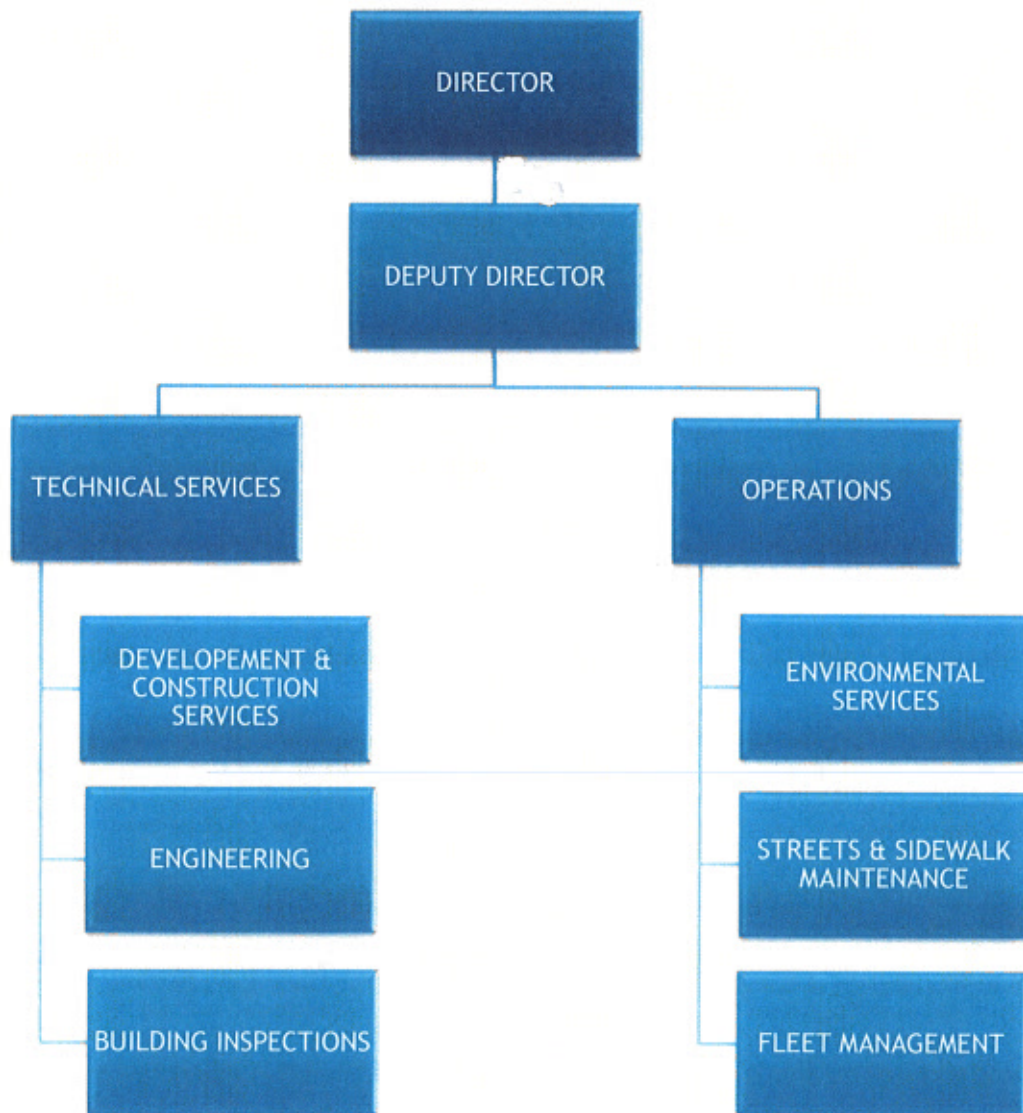 DIRECTOR
DEPUTY DIRECTOR
TECHNICAL SERVICES
DEVELOPEMENT &
CONSTRUCTION
SERVICES
ENGINEERING
BUILDING INSPECTIONS
OPERATIONS
ENVIRONMENTAL
SERVICES
STREETS & SIDEWALK
MAINTENANCE
FLEET MANAGEMENT